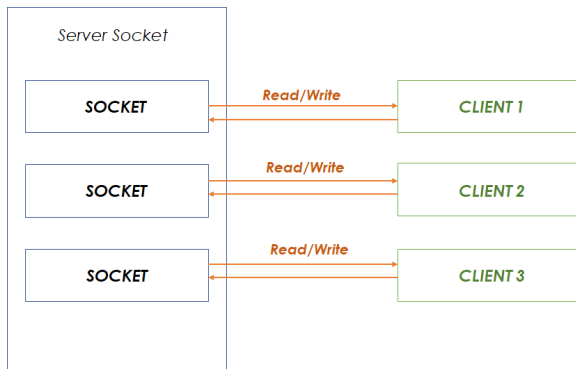 Server Socket
SOCKET
Read/Write
CLIENT 1
SOCKET
Read/Write
CLIENT 2
SOCKET
Read/Write
CLIENT 3